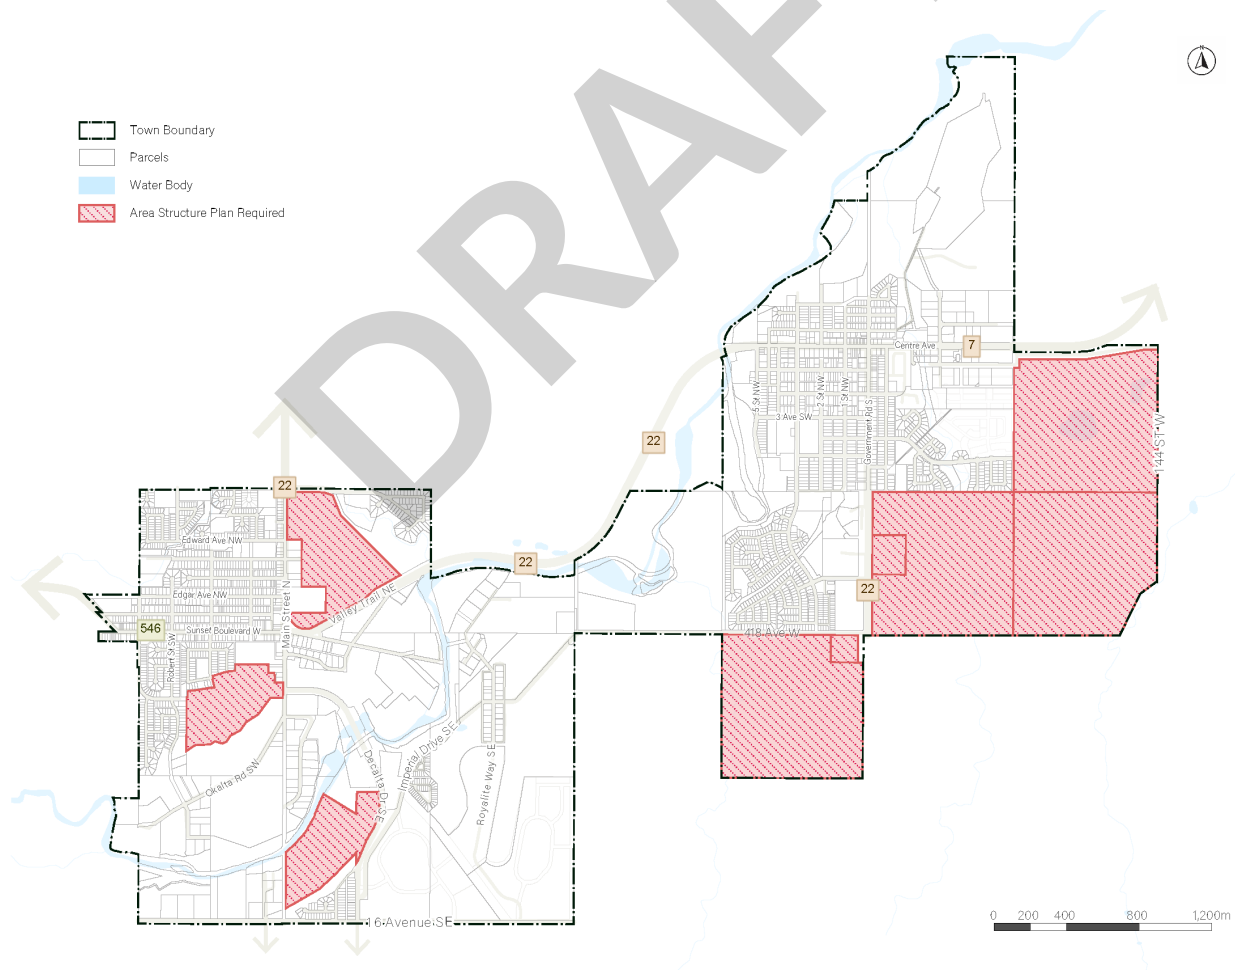 DRAF
N
Town Boundary
Parcels
Water Body
Area Structure Plan Required
Centre Ave
7
5 St NW
2 St NW
1 St NW
3 Ave SW
Government Rd S
144 ST W
22
22
22
22
Edward Ave NW
Edgar Ave NW
Main Street N
Valley Trail NE
546
Sunset Boulevard W
Robert St SW
418 Ave W
Okalta Rd SW
Decalta Dr SE
Imperial Drive SE
Royalite Way SE
16 Avenue SE
0 200 400 800 1,200m